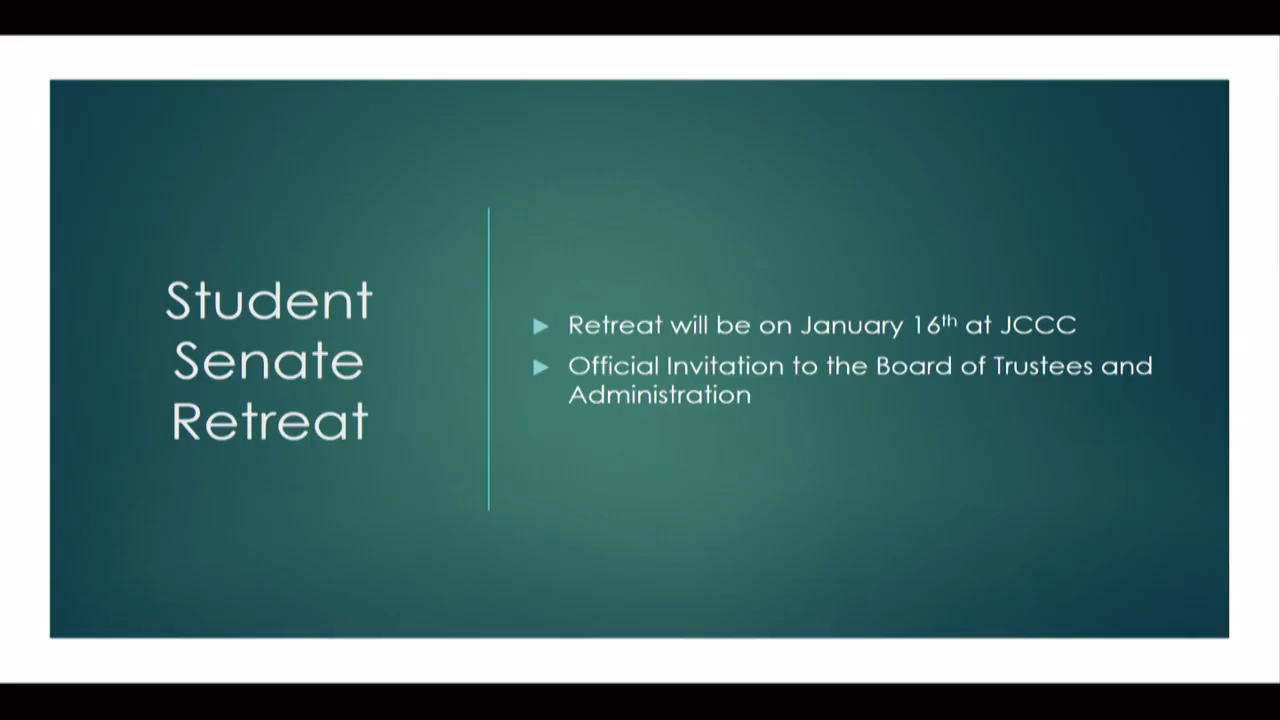 Student
Senate
Retreat
Retreat will be on January 16th at JCCC
Official Invitation to the Board of Trustees and
Administration